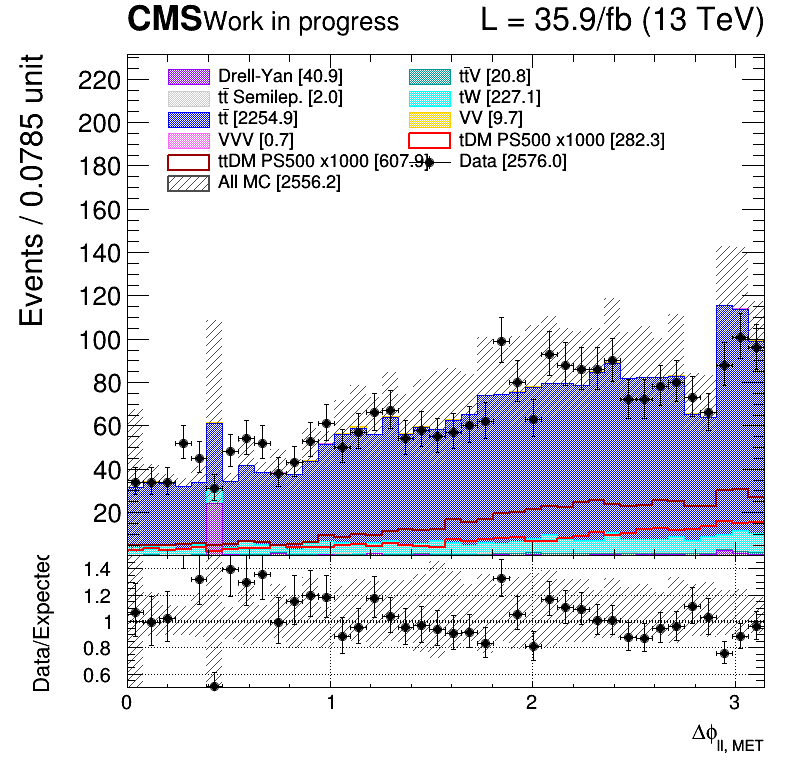 CMS Work in progress L = 35.9/fb (13 TeV)
Events / 0.0785 unit
220
200
180
160
140
120
100
80
60
40
20
Drell-Yan [40.9] tt̄V [20.8]
tt̄ Semilep. [2.0] tW [227.1]
tt̄ [2254.9] VV [9.7]
VVV [0.7] tDM PS500 x1000 [282.3]
ttDM PS500 x1000 [607.9] Data [2576.0]
All MC [2556.2]
Data/Expected
1.4
1.2
1
0.8
0.6
0 1 2 3
Δϕll, MET